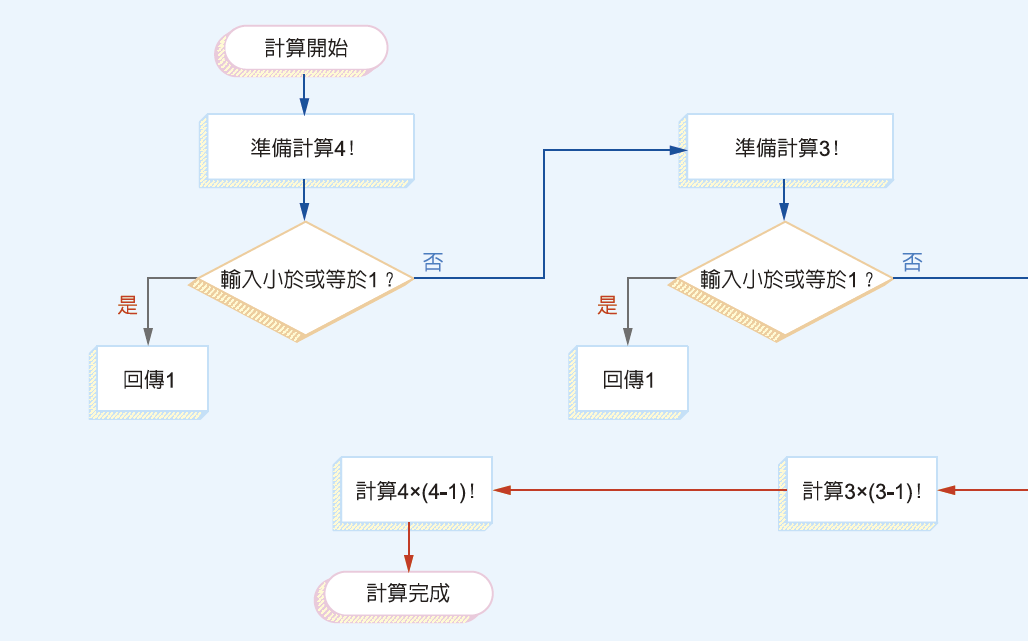 計算開始
準備計算4！
輸入小於或等於1？
否
是
回傳1
準備計算3！
輸入小於或等於1？
否
是
回傳1
計算4×(4-1)！
計算3×(3-1)！
計算完成